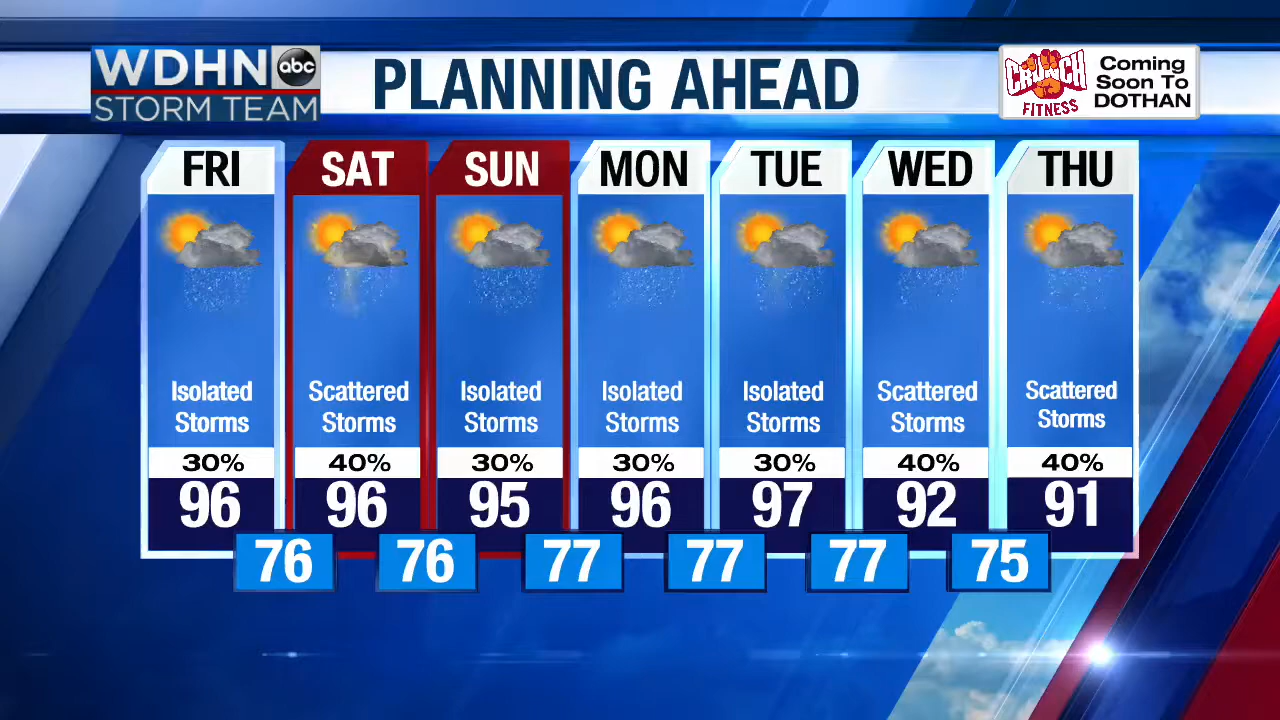 WDHN abc
STORM TEAM
PLANNING AHEAD
CRUNCH
FITNESS
Coming
Soon To
DOTHAN
FRI SAT SUN MON TUE WED THU
Isolated Scattered Isolated Isolated Isolated Scattered Scattered
Storms Storms Storms Storms Storms Storms Storms
30% 40% 30% 30% 30% 40% 40%
96 96 95 96 97 92 91
76 76 77 77 77 75